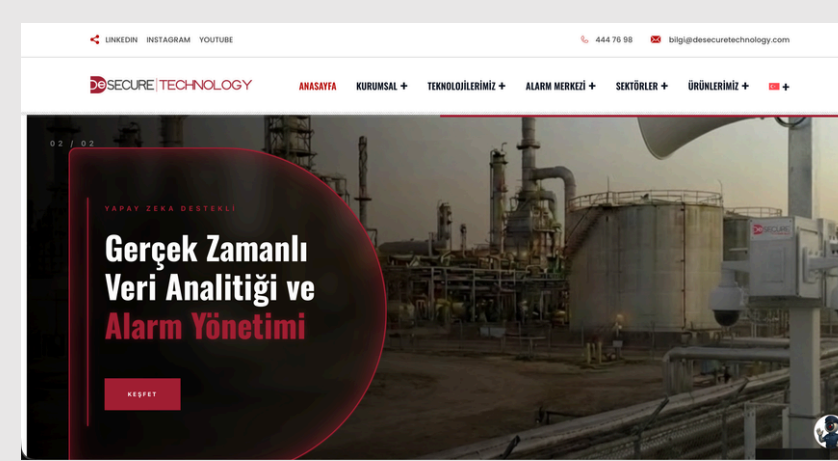 LINKEDIN INSTAGRAM YOUTUBE
444 76 98 bilgi@desecuretechnology.com
DeSECURE|TECHNOLOGY
ANASAYFA KURUMSAL + TEKNOLOJİLERİMİZ + ALARM MERKEZİ + SEKTÖRLER + ÜRÜNLERİMİZ + +
02 / 02
YAPAY ZEKA DESTEKLİ
Gerçek Zamanlı
Veri Analitiği ve
Alarm Yönetimi
KEŞFET
DeSECURE